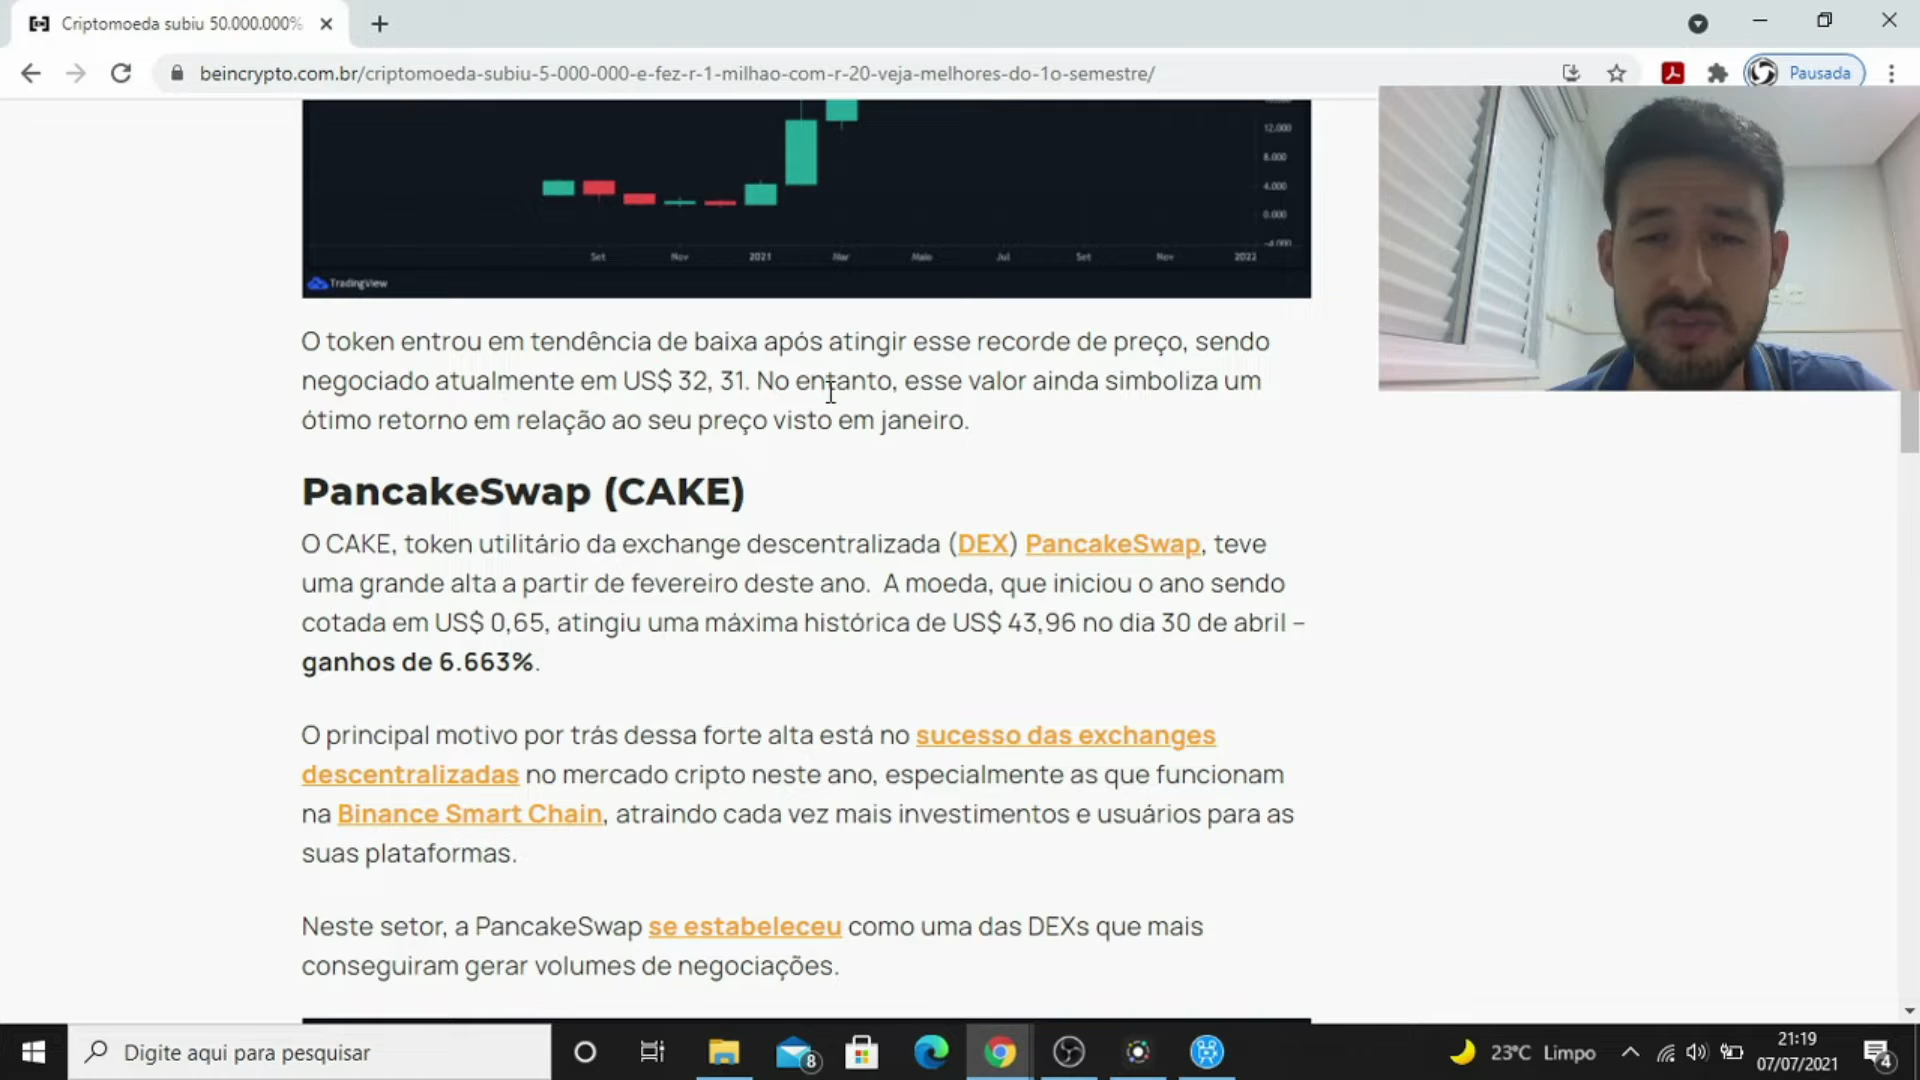 Criptomoeda subiu 50.000.000%
beincrypto.com.br/criptomoeda-subiu-5-000-000-e-fez-r-1-milhao-com-r-20-veja-melhores-do-1o-semestre/
Pausada
12.000
8.000
4.000
0.000
-4.000
Set Nov 2021 Mar Maio Jul Set Nov 2022
TradingView
O token entrou em tendência de baixa após atingir esse recorde de preço, sendo
negociado atualmente em US$ 32, 31. No entanto, esse valor ainda simboliza um
ótimo retorno em relação ao seu preço visto em janeiro.
PancakeSwap (CAKE)
O CAKE, token utilitário da exchange descentralizada (DEX) PancakeSwap, teve
uma grande alta a partir de fevereiro deste ano. A moeda, que iniciou o ano sendo
cotada em US$ 0,65, atingiu uma máxima histórica de US$ 43,96 no dia 30 de abril –
ganhos de 6.663%.
O principal motivo por trás dessa forte alta está no sucesso das exchanges
descentralizadas no mercado cripto neste ano, especialmente as que funcionam
na Binance Smart Chain, atraindo cada vez mais investimentos e usuários para as
suas plataformas.
Neste setor, a PancakeSwap se estabeleceu como uma das DEXs que mais
conseguiram gerar volumes de negociações.
Digite aqui para pesquisar
8
23°C Limpo
21:19
07/07/2021
4